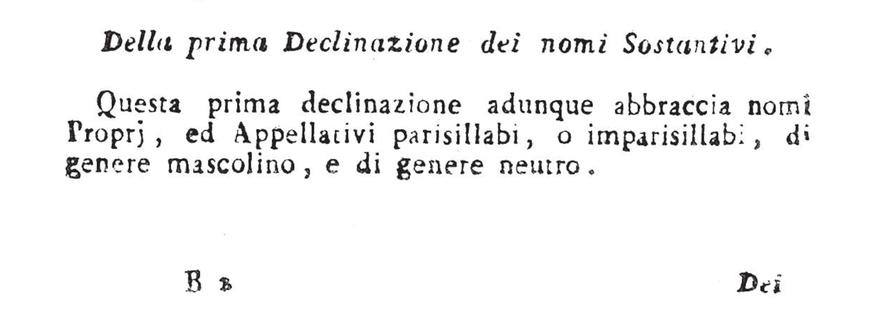 Della prima Declinazione dei nomi Sostantivi.
Questa prima declinazione adunque abbraccia nomi
Proprj, ed Appellativi parisillabi, o imparisillabi, di
genere mascolino, e di genere neutro.
B B Dei